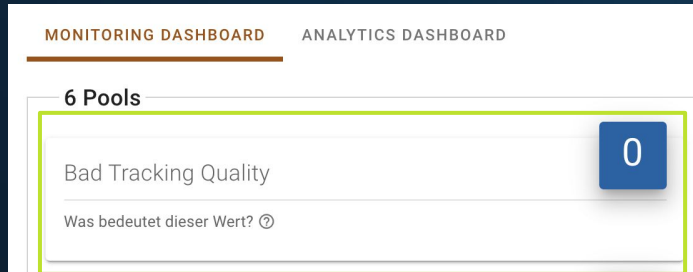 MONITORING DASHBOARD ANALYTICS DASHBOARD
6 Pools
0
Bad Tracking Quality
Was bedeutet dieser Wert? ?